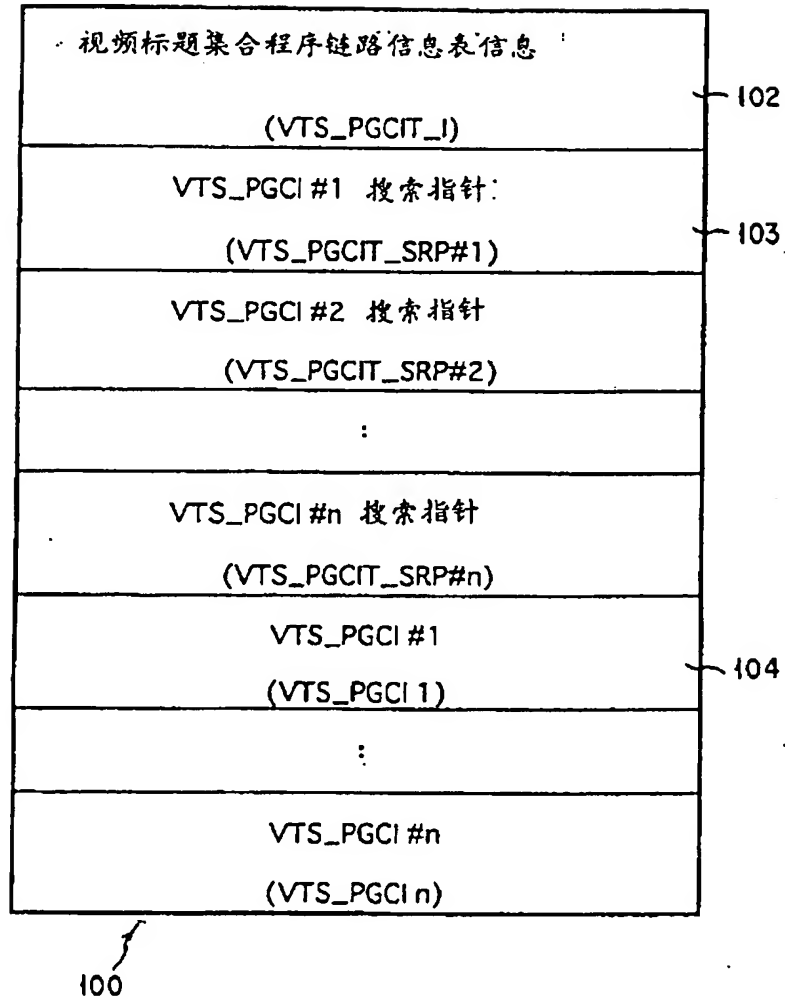 视频标题集合程序链路信息表信息
(VTS_PGCIT_I)
102
VTS_PGCI #1 搜索指针
(VTS_PGCIT_SRP#1)
103
VTS_PGCI #2 搜索指针
(VTS_PGCIT_SRP#2)
:
VTS_PGCI #n 搜索指针
(VTS_PGCIT_SRP#n)
VTS_PGCI #1
(VTS_PGCI 1)
104
:
VTS_PGCI #n
(VTS_PGCI n)
100